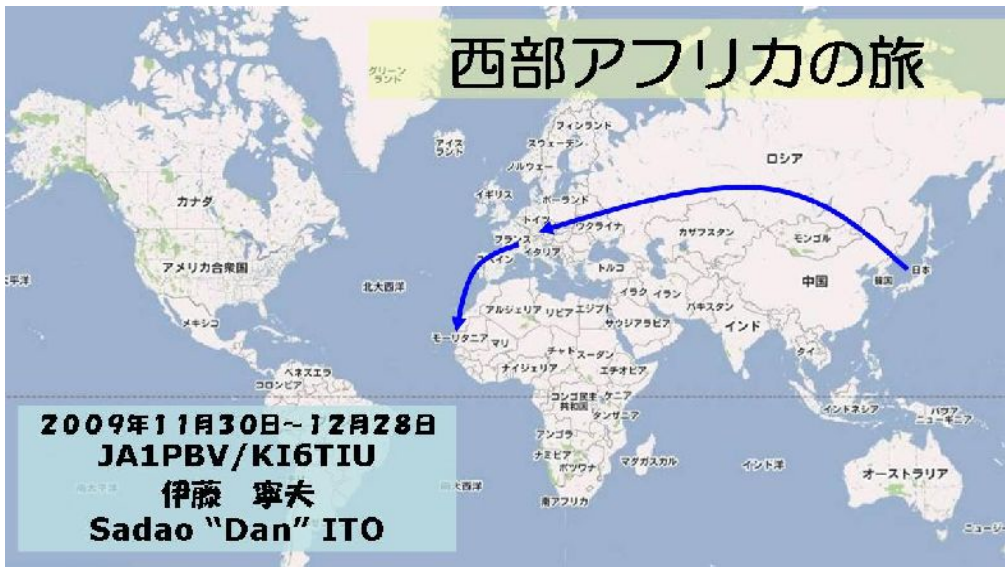 西部アフリカの旅
グリーン
ランド
アイス
ランド
フィンランド
スウェーデン
ノルウェー
ロシア
イギリス
ポーランド
カナダ
ドイツ
ウクライナ
フランス
カザフスタン
モンゴル
イタリア
スペイン
アメリカ合衆国
トルコ
中国
韓国
日本
太平洋
北大西洋
イラク
イラン
アルジェリア
リビア
エジプト
パキスタン
サウジアラビア
インド
メキシコ
モーリタニア
マリ
チャド
スーダン
タイ
ナイジェリア
エチオピア
ベネズエラ
コロンビア
コンゴ民主
共和国
ケニア
タンザニア
インドネシア
パプア
ニューギニア
アンゴラ
ナミビア
ボツワナ
マダガスカル
インド洋
オーストラリア
南アフリカ
南大西洋
南太平洋
2009年11月30日~12月28日
JA1PBV/KI6TIU
伊藤 寧夫
Sadao “Dan” ITO